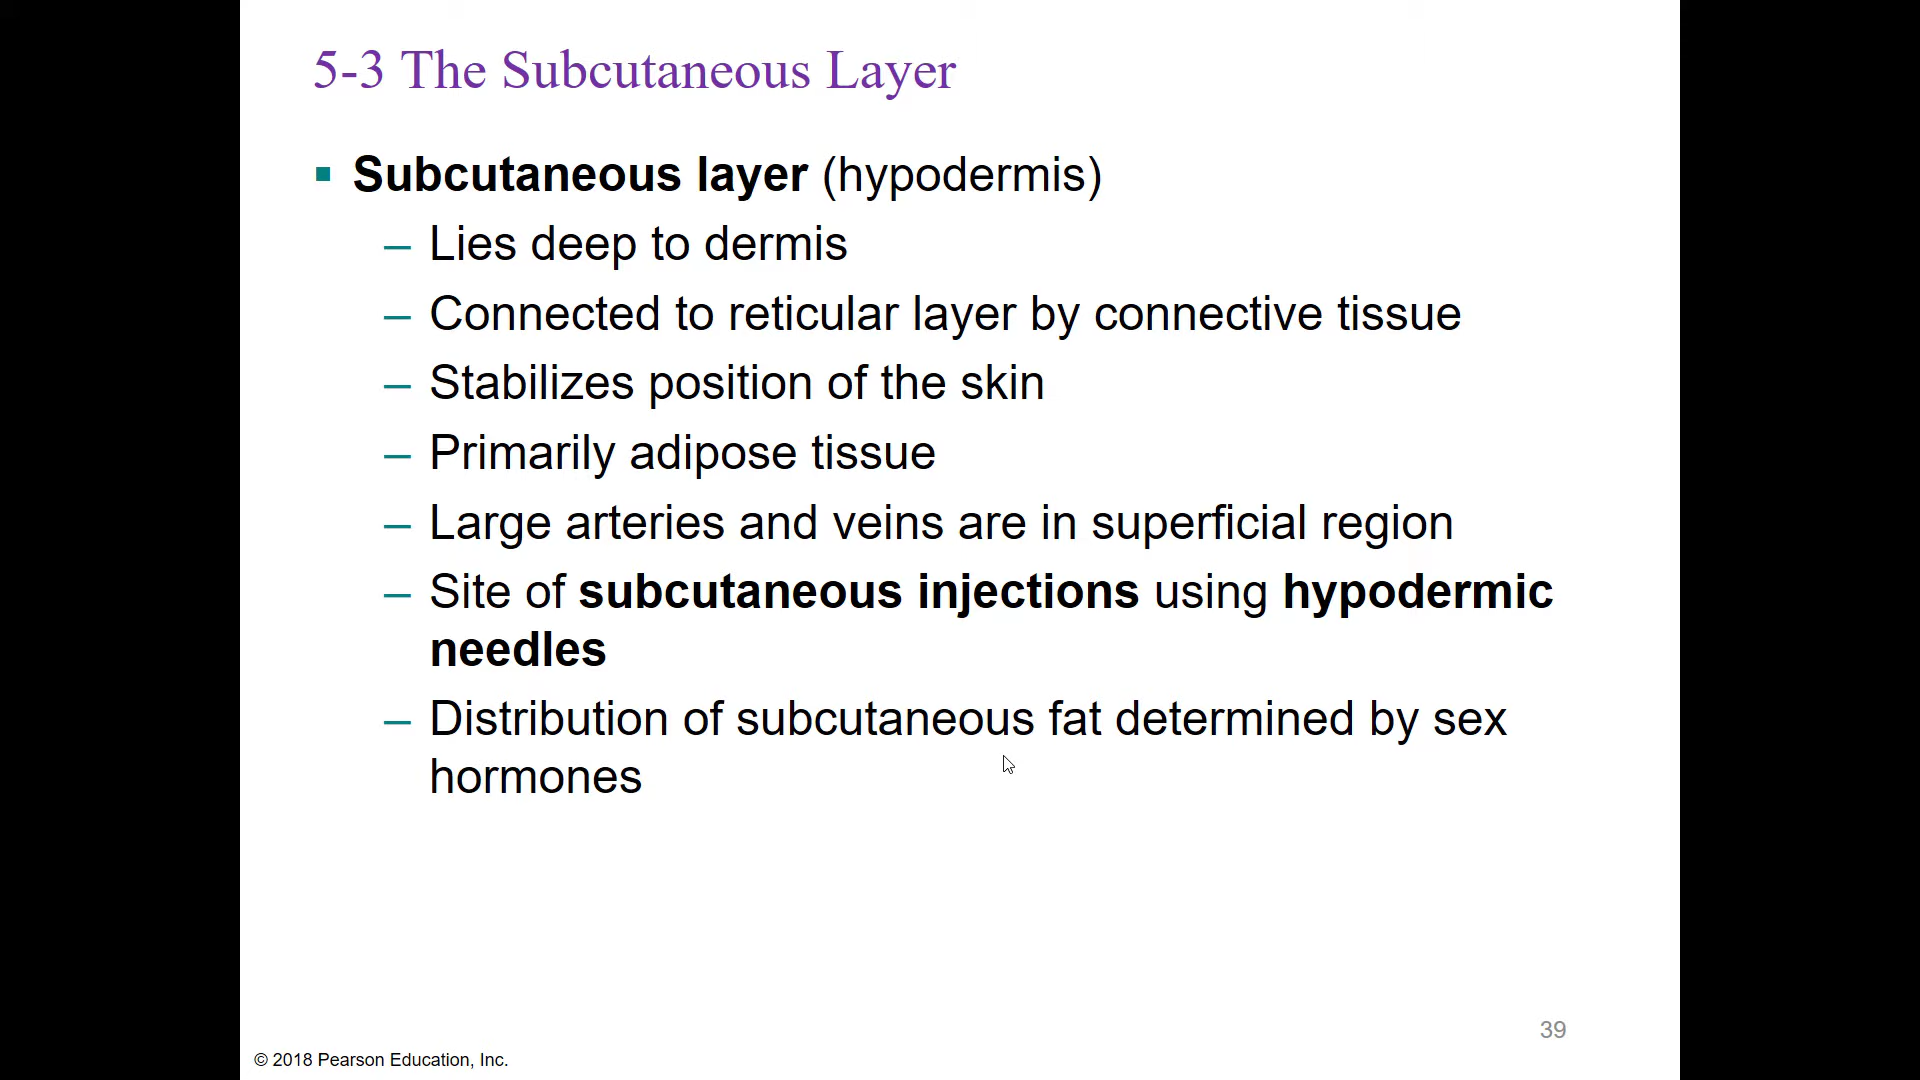 5-3 The Subcutaneous Layer
▪ Subcutaneous layer (hypodermis)
– Lies deep to dermis
– Connected to reticular layer by connective tissue
– Stabilizes position of the skin
– Primarily adipose tissue
– Large arteries and veins are in superficial region
– Site of subcutaneous injections using hypodermic
needles
– Distribution of subcutaneous fat determined by sex
hormones
39
© 2018 Pearson Education, Inc.